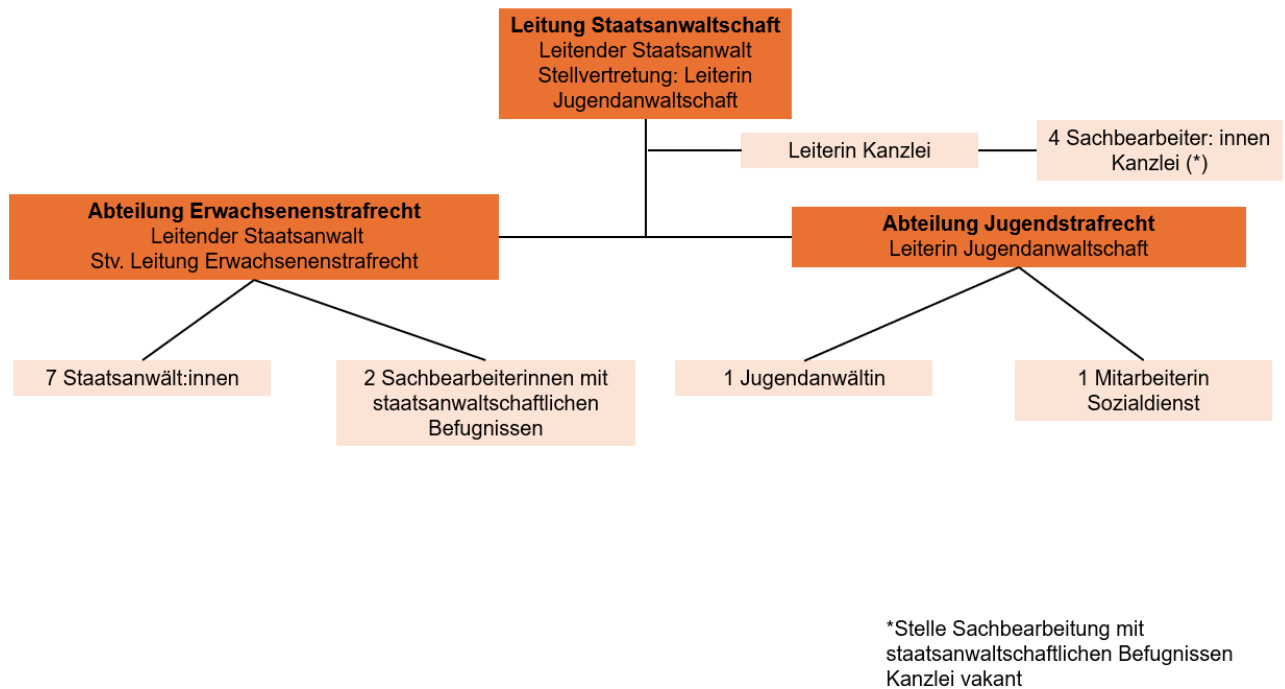 Leitung Staatsanwaltschaft
Leitender Staatsanwalt
Stellvertretung: Leiterin
Jugendanwaltschaft
Leiterin Kanzlei
4 Sachbearbeiter: innen
Kanzlei (*)
Abteilung Erwachsenenstrafrecht
Leitender Staatsanwalt
Stv. Leitung Erwachsenenstrafrecht
Abteilung Jugendstrafrecht
Leiterin Jugendanwaltschaft
7 Staatsanwält:innen
2 Sachbearbeiterinnen mit
staatsanwaltschaftlichen
Befugnissen
1 Jugendanwältin
1 Mitarbeiterin
Sozialdienst
*Stelle Sachbearbeitung mit
staatsanwaltschaftlichen Befugnissen
Kanzlei vakant